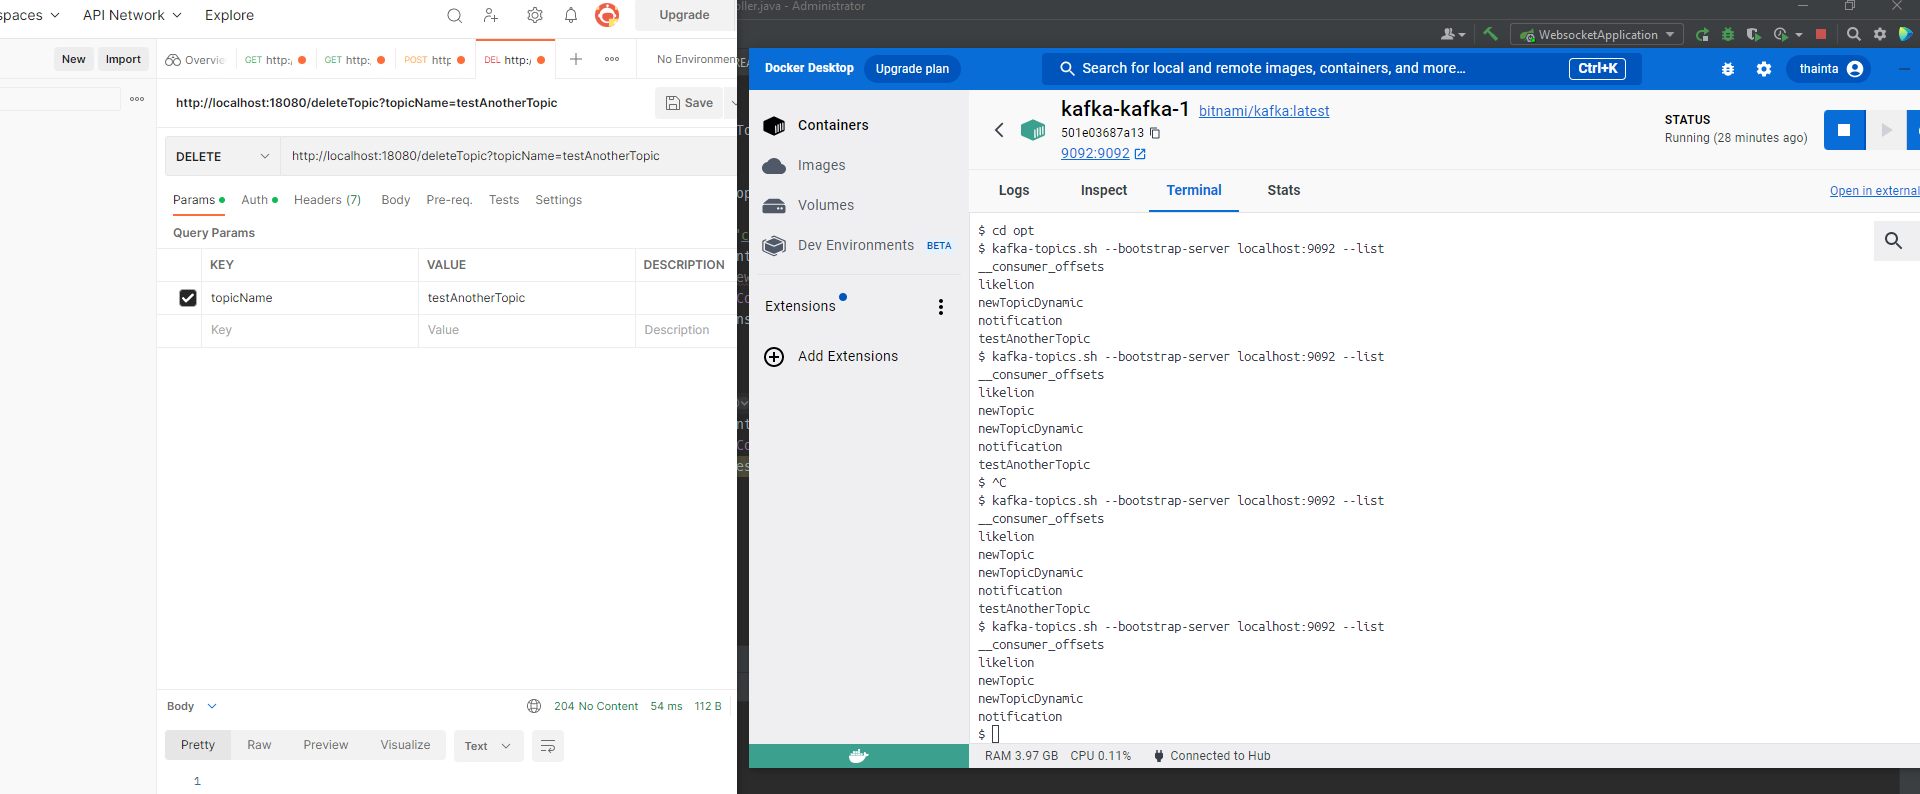 spaces API Network Explore Upgrade
New Import Overvie GET http:/ GET http: POST http DEL http:/ No Environmen
http://localhost:18080/deleteTopic?topicName=testAnotherTopic Save
DELETE http://localhost:18080/deleteTopic?topicName=testAnotherTopic
Params Auth Headers (7) Body Pre-req. Tests Settings
Query Params
KEY VALUE DESCRIPTION
topicName testAnotherTopic
Key Value Description
Body 204 No Content 54 ms 112 B
Pretty Raw Preview Visualize Text
1
ller.java - Administrator
WebsocketApplication
Docker Desktop Upgrade plan Search for local and remote images, containers, and more... Ctrl+K thainta
Containers
Images
Volumes
Dev Environments BETA
Extensions
Add Extensions
kafka-kafka-1 bitnami/kafka:latest
501e03687a13
9092:9092
STATUS
Running (28 minutes ago)
Logs Inspect Terminal Stats Open in external
$ cd opt
$ kafka-topics.sh --bootstrap-server localhost:9092 --list
__consumer_offsets
likelion
newTopicDynamic
notification
testAnotherTopic
$ kafka-topics.sh --bootstrap-server localhost:9092 --list
__consumer_offsets
likelion
newTopic
newTopicDynamic
notification
testAnotherTopic
$ ^C
$ kafka-topics.sh --bootstrap-server localhost:9092 --list
__consumer_offsets
likelion
newTopic
newTopicDynamic
notification
testAnotherTopic
$ kafka-topics.sh --bootstrap-server localhost:9092 --list
__consumer_offsets
likelion
newTopic
newTopicDynamic
notification
$
RAM 3.97 GB CPU 0.11% Connected to Hub